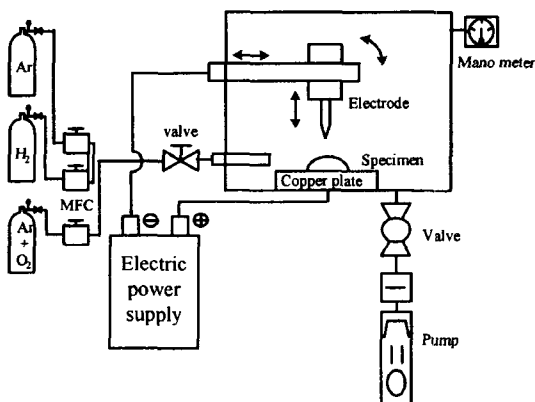 Ar
H2
MFC
Ar
+
O2
valve
⊖
⊕
Electric
power
supply
Electrode
Specimen
Copper plate
Mano meter
Valve
Pump